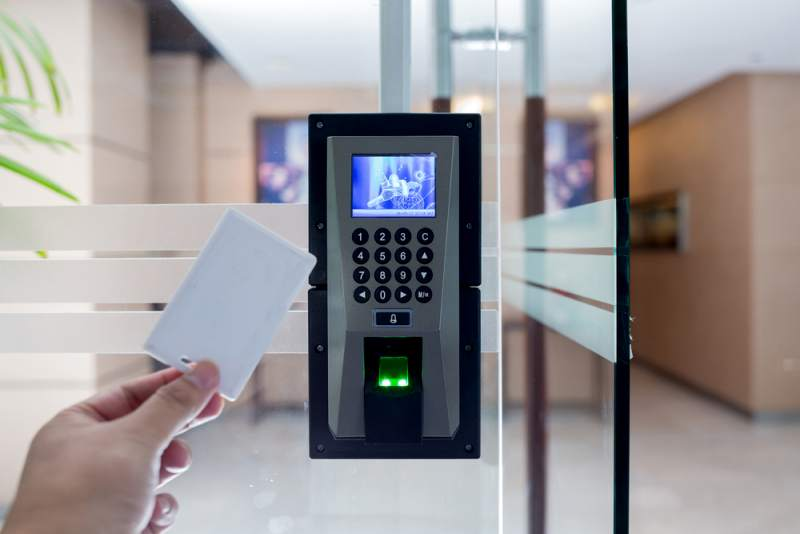 1 2 3 C
4 5 6 ▲
7 8 9 ▼
◄ 0 ► M/⏎